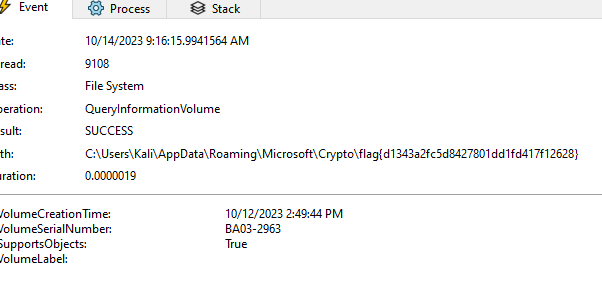 Event Process Stack
ate: 10/14/2023 9:16:15.9941564 AM
read: 9108
ass: File System
peration: QueryInformationVolume
sult: SUCCESS
th: C:\Users\Kali\AppData\Roaming\Microsoft\Crypto\flag{d1343a2fc5d8427801dd1fd417f12628}
uration: 0.0000019
VolumeCreationTime: 10/12/2023 2:49:44 PM
VolumeSerialNumber: BA03-2963
SupportsObjects: True
VolumeLabel: